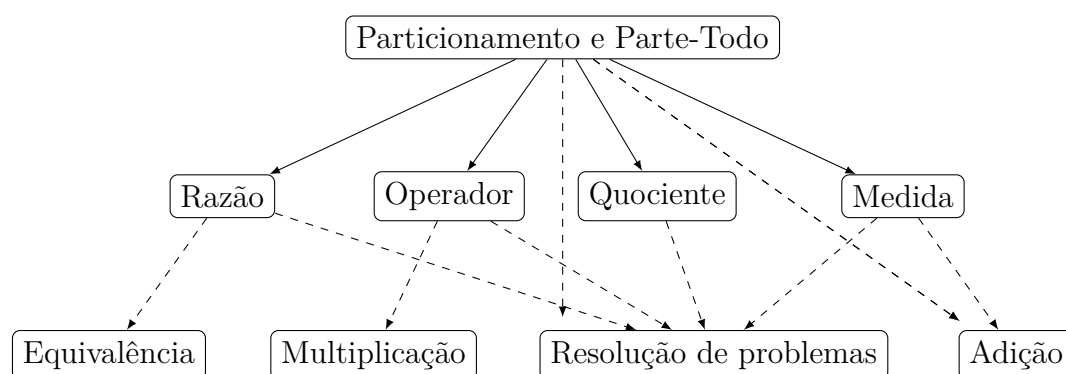 Particionamento e Parte-Todo
Razão
Operador
Quociente
Medida
Equivalência
Multiplicação
Resolução de problemas
Adição